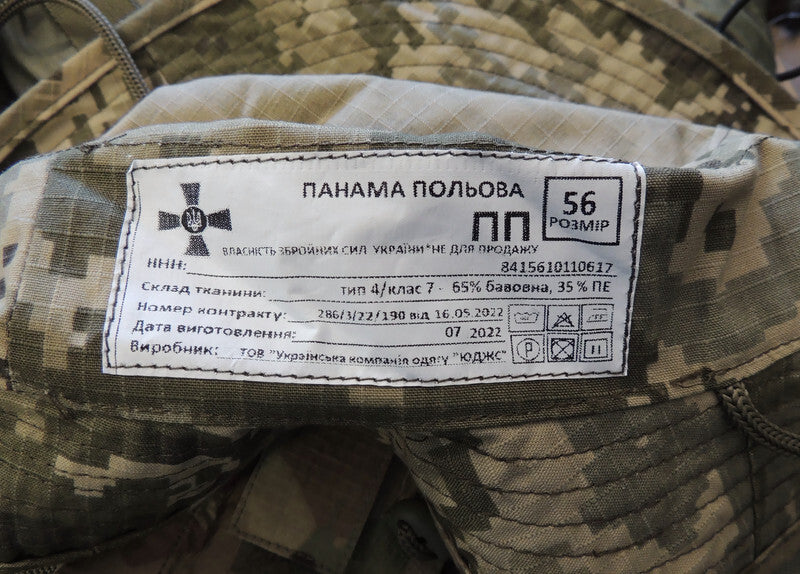 ПАНАМА ПОЛЬОВА
ПП
56
РОЗМІР
ВЛАСНІСТЬ ЗБРОЙНИХ СИЛ УКРАЇНИ*НЕ ДЛЯ ПРОДАЖУ
ННН: 8415610110617
Склад тканини: тип 4/клас 7 - 65% бавовна, 35 % ПЕ
Номер контракту: 286/3/22/190 від 16.05.2022
Дата виготовлення: 07 2022
Виробник: ТОВ "Українська компанія одягу "ЮДЖС"
P